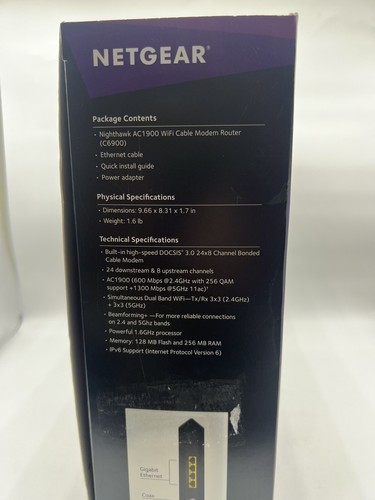 NETGEAR®
Package Contents
• Nighthawk AC1900 WiFi Cable Modem Router
(C6900)
• Ethernet cable
• Quick install guide
• Power adapter
Physical Specifications
• Dimensions: 9.66 x 8.31 x 1.7 in
• Weight: 1.6 lb
Technical Specifications
• Built-in high-speed DOCSIS® 3.0 24x8 Channel Bonded
Cable Modem
• 24 downstream & 8 upstream channels
• AC1900 (600 Mbps @2.4GHz with 256 QAM
support +1300 Mbps @5GHz 11ac)†
• Simultaneous Dual Band WiFi—Tx/Rx 3x3 (2.4GHz)
+ 3x3 (5GHz)
• Beamforming+ —For more reliable connections
on 2.4 and 5Ghz bands
• Powerful 1.6GHz processor
• Memory: 128 MB Flash and 256 MB RAM
• IPv6 Support (Internet Protocol Version 6)
Gigabit
Ethernet